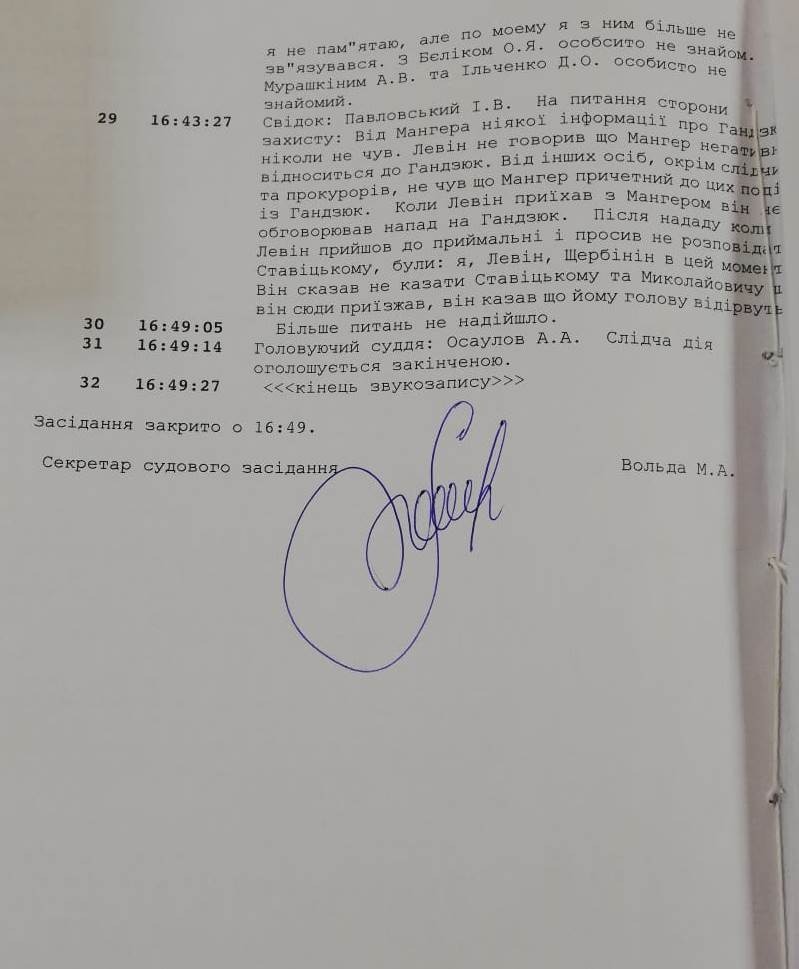 я не пам"ятаю, але по моему я з ним більше не
зв"язувався. З Бєліком О.Я. особсито не знайом.
Мурашкіним А.В. та Ільченко Д.О. особисто не
знайомий.
29 16:43:27 Свідок: Павловський І.В. На питання сторони
захисту: Від Мангера ніякої інформації про Гандзюк
ніколи не чув. Левін не говорив що Мангер негативн
відноситься до Гандзюк. Від інших осіб, окрім слідчи
та прокурорів, не чув що Мангер причетний до цих поді
із Гандзюк. Коли Левін приїхав з Мангером він не
обговорював напад на Гандзюк. Після нададу коли
Левін прийшов до приймальні і просив не розповідат
Ставіцькому, були: я, Левін, Щербінін в цей момент
Він сказав не казати Ставіцькому та Миколайовичу
він сюди приїзжав, він казав що йому голову відірвуть
30 16:49:05 Більше питань не надійшло.
31 16:49:14 Головуючий суддя: Осаулов А.А. Слідча дія
оголошується закінченою.
32 16:49:27 <<<кінець звукозапису>>>
Засідання закрито о 16:49.
Секретар судового засідання Вольда М.А.